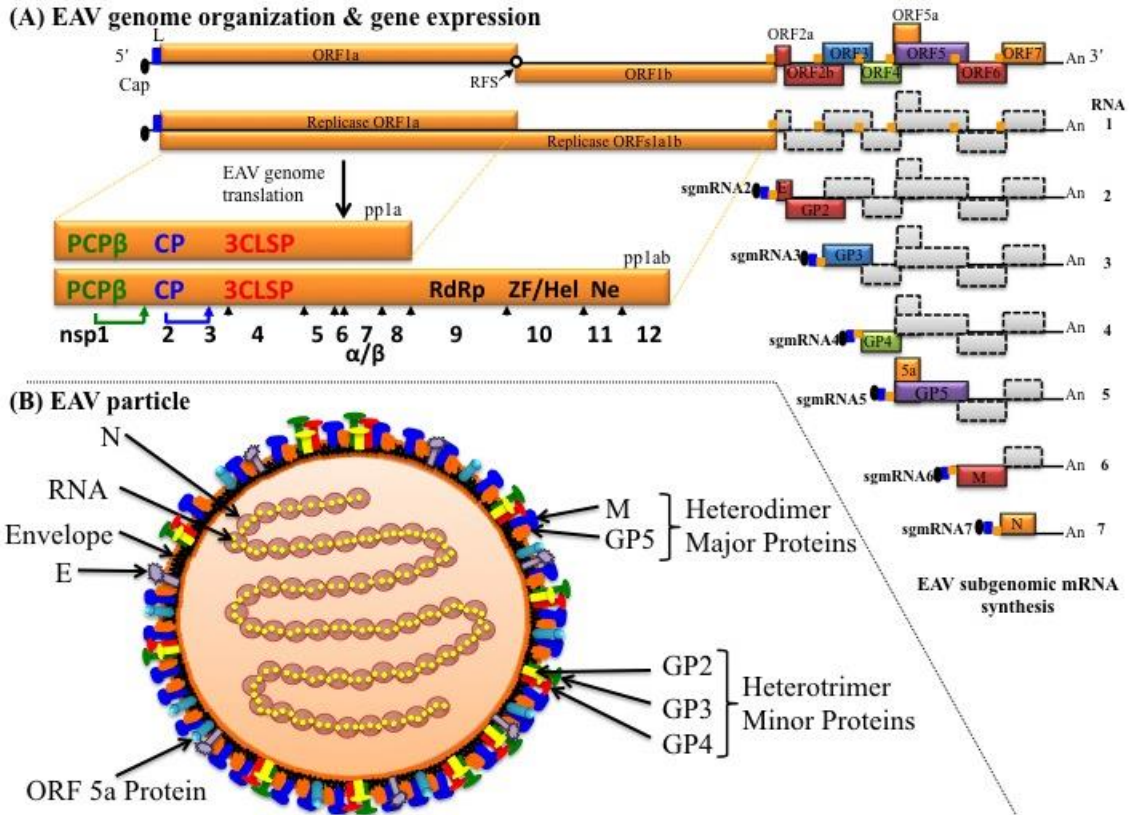 (A) EAV genome organization & gene expression
5′ L ORF1a ORF2a ORF3 ORF5a ORF5 ORF7 An 3′
Cap RFS ORF1b ORF2b ORF4 ORF6
RNA
Replicase ORF1a An 1
Replicase ORFs1a1b
EAV genome
translation
pp1a
PCPβ CP 3CLSP
pp1ab
PCPβ CP 3CLSP RdRp ZF/Hel Ne
nsp1 2 3 4 5 6 7 8 9 10 11 12
α/β
sgmRNA2 E An 2
GP2
sgmRNA3 GP3 An 3
sgmRNA4 GP4 An 4
5a
sgmRNA5 GP5 An 5
sgmRNA6 M An 6
sgmRNA7 N An 7
EAV subgenomic mRNA
synthesis
(B) EAV particle
N
RNA
Envelope
E
ORF 5a Protein
M
GP5
Heterodimer
Major Proteins
GP2
GP3
GP4
Heterotrimer
Minor Proteins